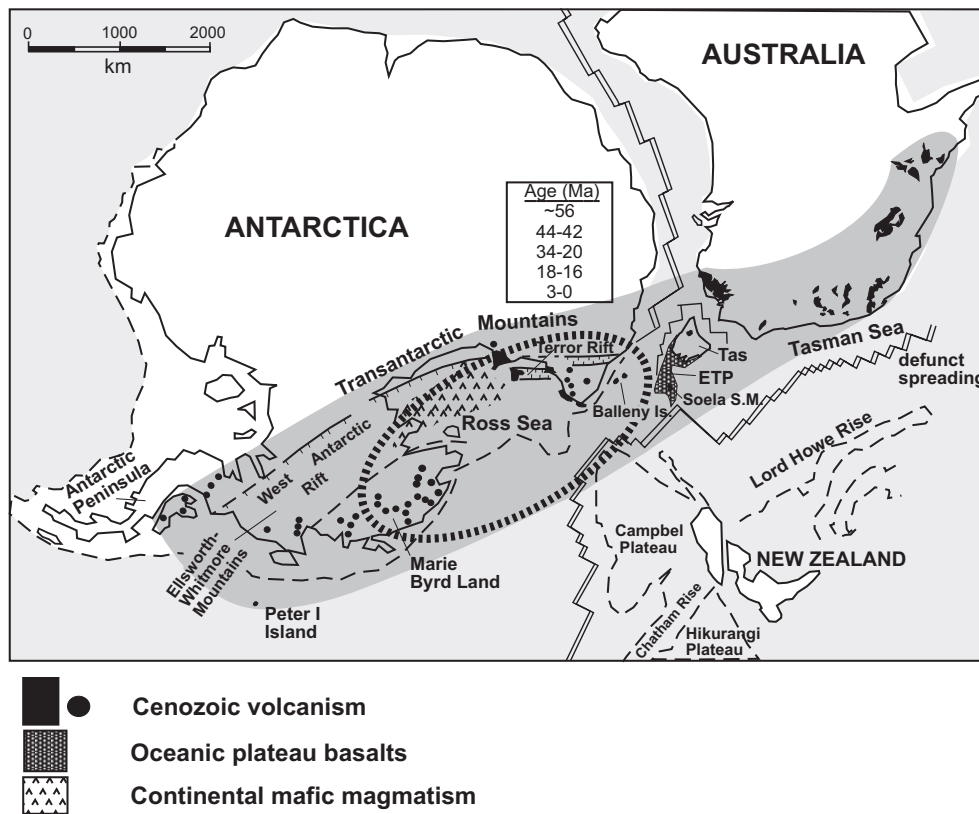 0 1000 2000
km
AUSTRALIA
ANTARCTICA
Age (Ma)
~56
44-42
34-20
18-16
3-0
Transantarctic Mountains
Terror Rift
Tas
ETP
Soela S.M.
Tasman Sea
defunct
spreading
Balleny Is.
Ross Sea
West Antarctic
Rift
Antarctic
Peninsula
Lord Howe Rise
Ellsworth-
Whitmore
Mountains
Marie
Byrd Land
Peter I
Island
Campbel
Plateau
NEW ZEALAND
Chatham Rise
Hikurangi
Plateau
Cenozoic volcanism
Oceanic plateau basalts
Continental mafic magmatism